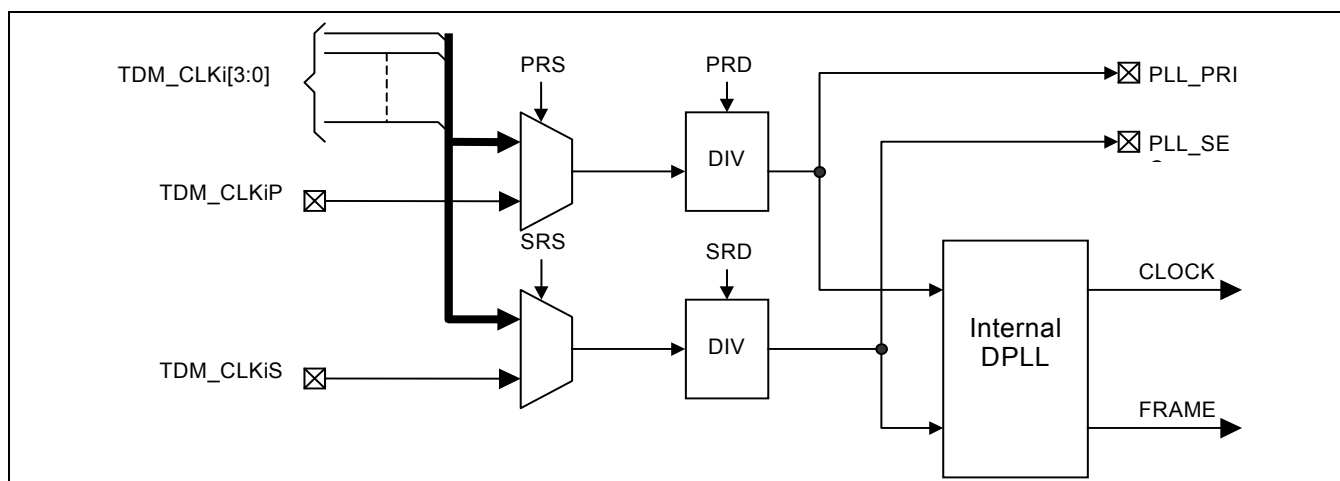 TDM_CLKi[3:0]
PRS
PRD
PLL_PRI
DIV
PLL_SE
TDM_CLKiP
SRS
SRD
CLOCK
Internal
DPLL
DIV
TDM_CLKiS
FRAME